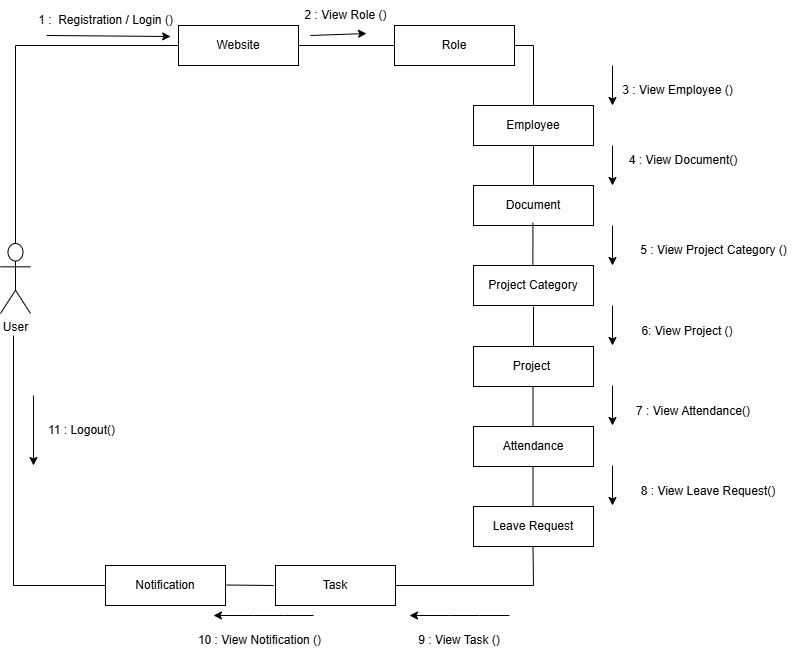 1 :  Registration / Login ()
2 : View Role ()
Website
Role
3 : View Employee ()
Employee
4 : View Document()
Document
5 : View Project Category ()
Project Category
6: View Project ()
User
Project
7 : View Attendance()
11 : Logout()
Attendance
8 : View Leave Request()
Leave Request
Notification
Task
10 : View Notification ()
9 : View Task ()